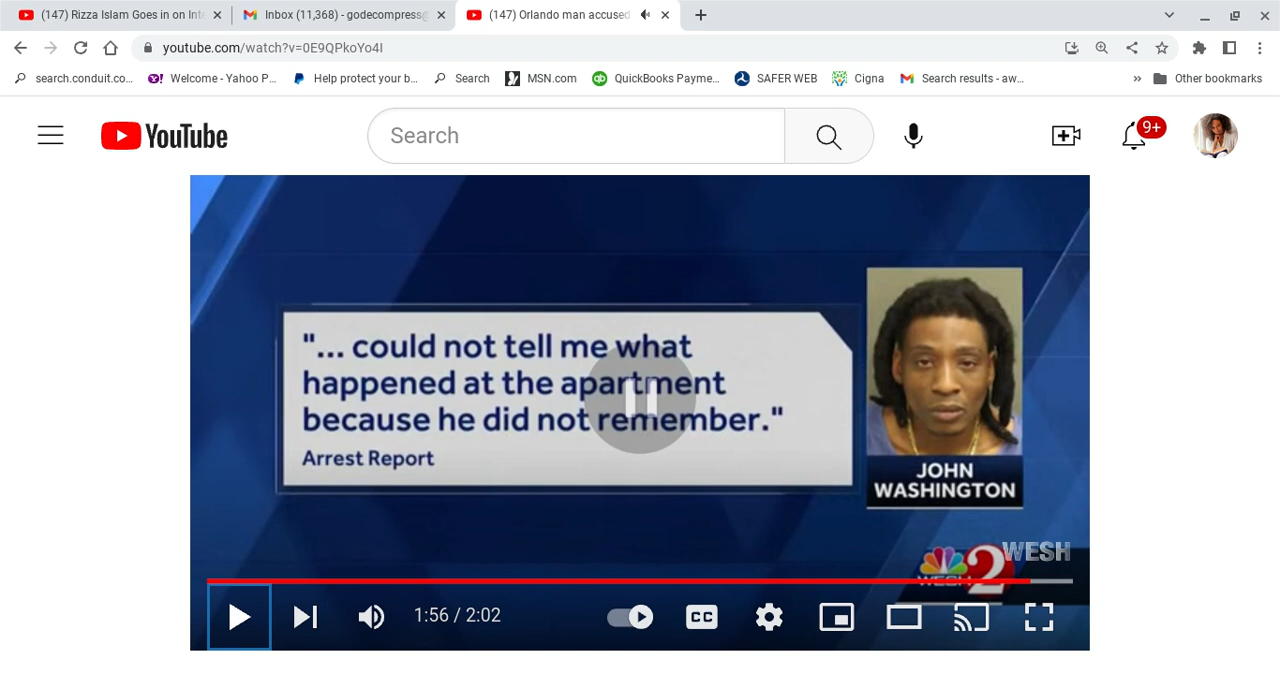 (147) Rizza Islam Goes in on Inte
Inbox (11,368) - godecompress@
(147) Orlando man accused
youtube.com/watch?v=0E9QPkoYo4I
search.conduit.co...
Welcome - Yahoo P...
Help protect your b...
Search
MSN.com
QuickBooks Payme...
SAFER WEB
Cigna
Search results - aw...
»
Other bookmarks
YouTube
Search
9+
"... could not tell me what
happened at the apartment
because he did not remember."
Arrest Report
JOHN
WASHINGTON
WESH
WESH 2
1:56 / 2:02
CC